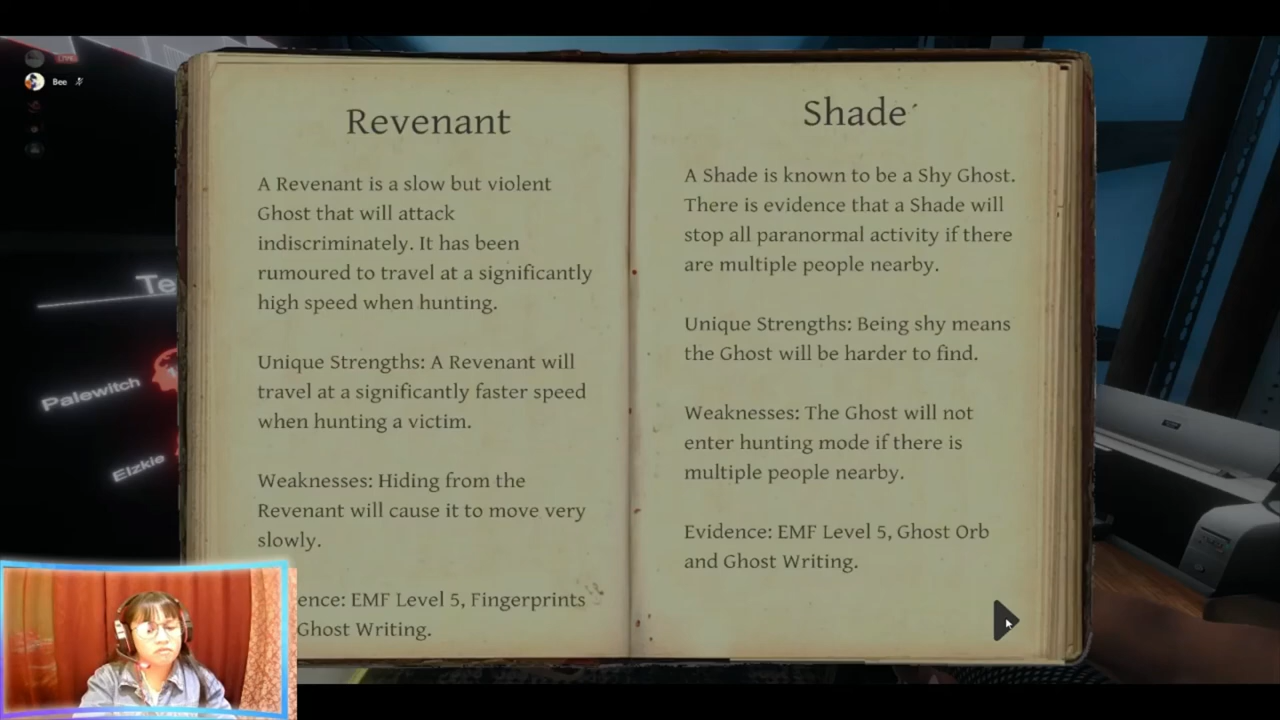 LIVE
Bee
Te
Palewitch
Elzkie
Revenant
A Revenant is a slow but violent
Ghost that will attack
indiscriminately. It has been
rumoured to travel at a significantly
high speed when hunting.
Unique Strengths: A Revenant will
travel at a significantly faster speed
when hunting a victim.
Weaknesses: Hiding from the
Revenant will cause it to move very
slowly.
ence: EMF Level 5, Fingerprints
Ghost Writing.
Shade
A Shade is known to be a Shy Ghost.
There is evidence that a Shade will
stop all paranormal activity if there
are multiple people nearby.
Unique Strengths: Being shy means
the Ghost will be harder to find.
Weaknesses: The Ghost will not
enter hunting mode if there is
multiple people nearby.
Evidence: EMF Level 5, Ghost Orb
and Ghost Writing.